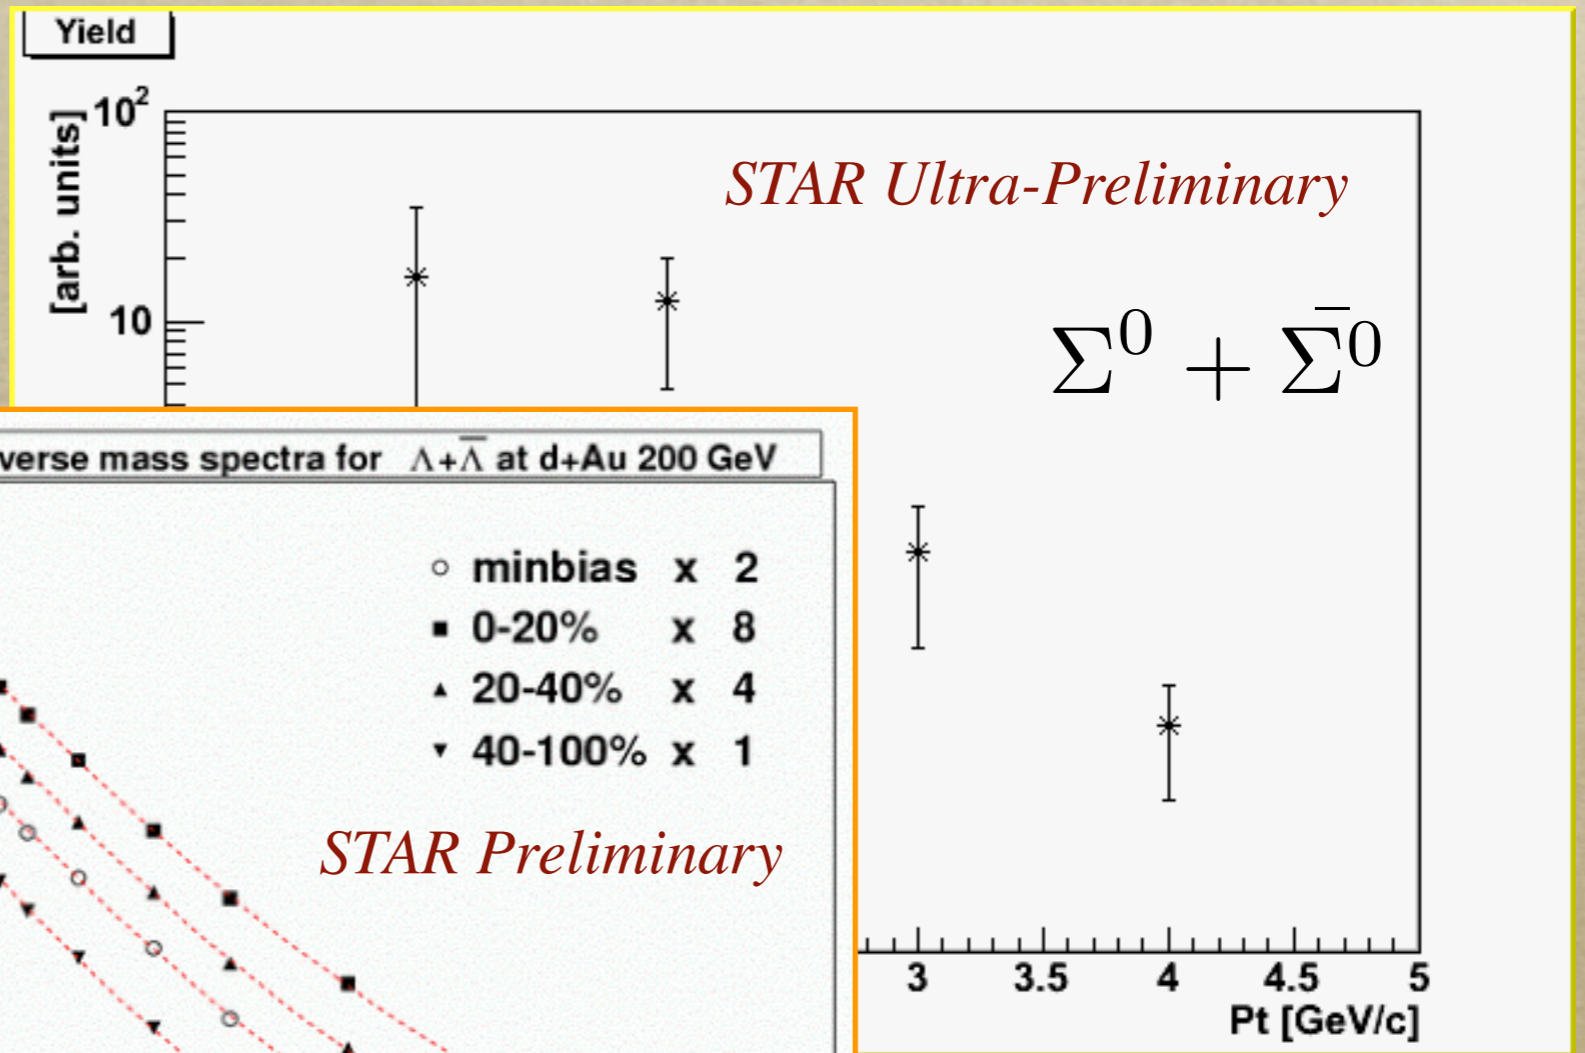 Yield
[arb. units]
10²
10
STAR Ultra-Preliminary
Σ⁰ + Σ̄⁰
verse mass spectra for Λ+Λ̅ at d+Au 200 GeV
○ minbias x 2
■ 0-20% x 8
▲ 20-40% x 4
▼ 40-100% x 1
STAR Preliminary
3 3.5 4 4.5 5
Pt [GeV/c]